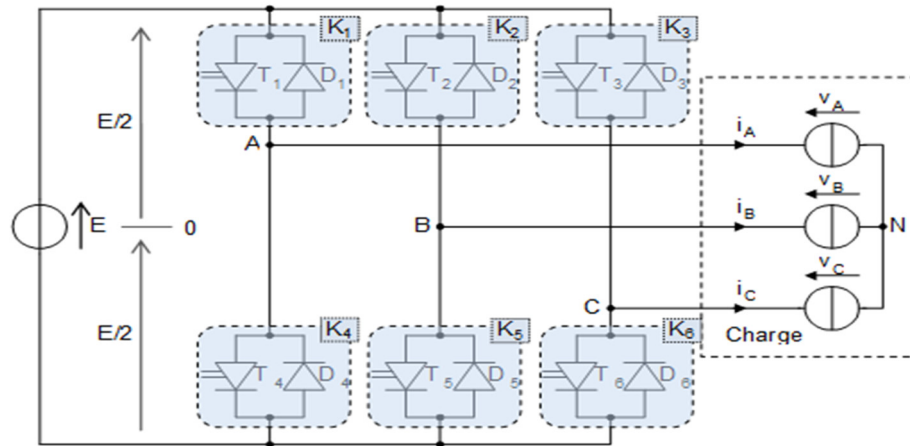 K1 K2 K3
T1 D1 T2 D2 T3 D3
E/2
vA
A
iA
vB
E
0
B
iB
N
vC
C
iC
E/2
K4 K5 K6
Charge
T4 D4 T5 D5 T6 D6